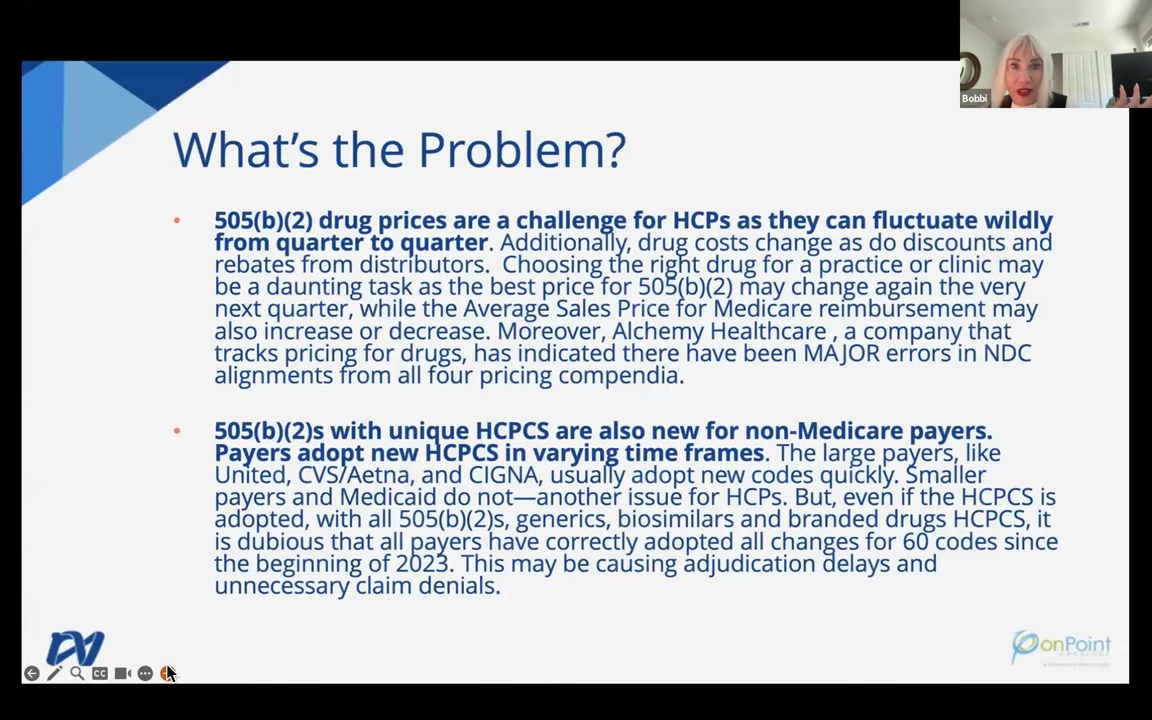 Bobbi
What's the Problem?
• 505(b)(2) drug prices are a challenge for HCPs as they can fluctuate wildly
from quarter to quarter. Additionally, drug costs change as do discounts and
rebates from distributors.  Choosing the right drug for a practice or clinic may
be a daunting task as the best price for 505(b)(2) may change again the very
next quarter, while the Average Sales Price for Medicare reimbursement may
also increase or decrease. Moreover, Alchemy Healthcare , a company that
tracks pricing for drugs, has indicated there have been MAJOR errors in NDC
alignments from all four pricing compendia.
• 505(b)(2)s with unique HCPCS are also new for non-Medicare payers.
Payers adopt new HCPCS in varying time frames. The large payers, like
United, CVS/Aetna, and CIGNA, usually adopt new codes quickly. Smaller
payers and Medicaid do not—another issue for HCPs. But, even if the HCPCS is
adopted, with all 505(b)(2)s, generics, biosimilars and branded drugs HCPCS, it
is dubious that all payers have correctly adopted all changes for 60 codes since
the beginning of 2023. This may be causing adjudication delays and
unnecessary claim denials.
CC
onPoint